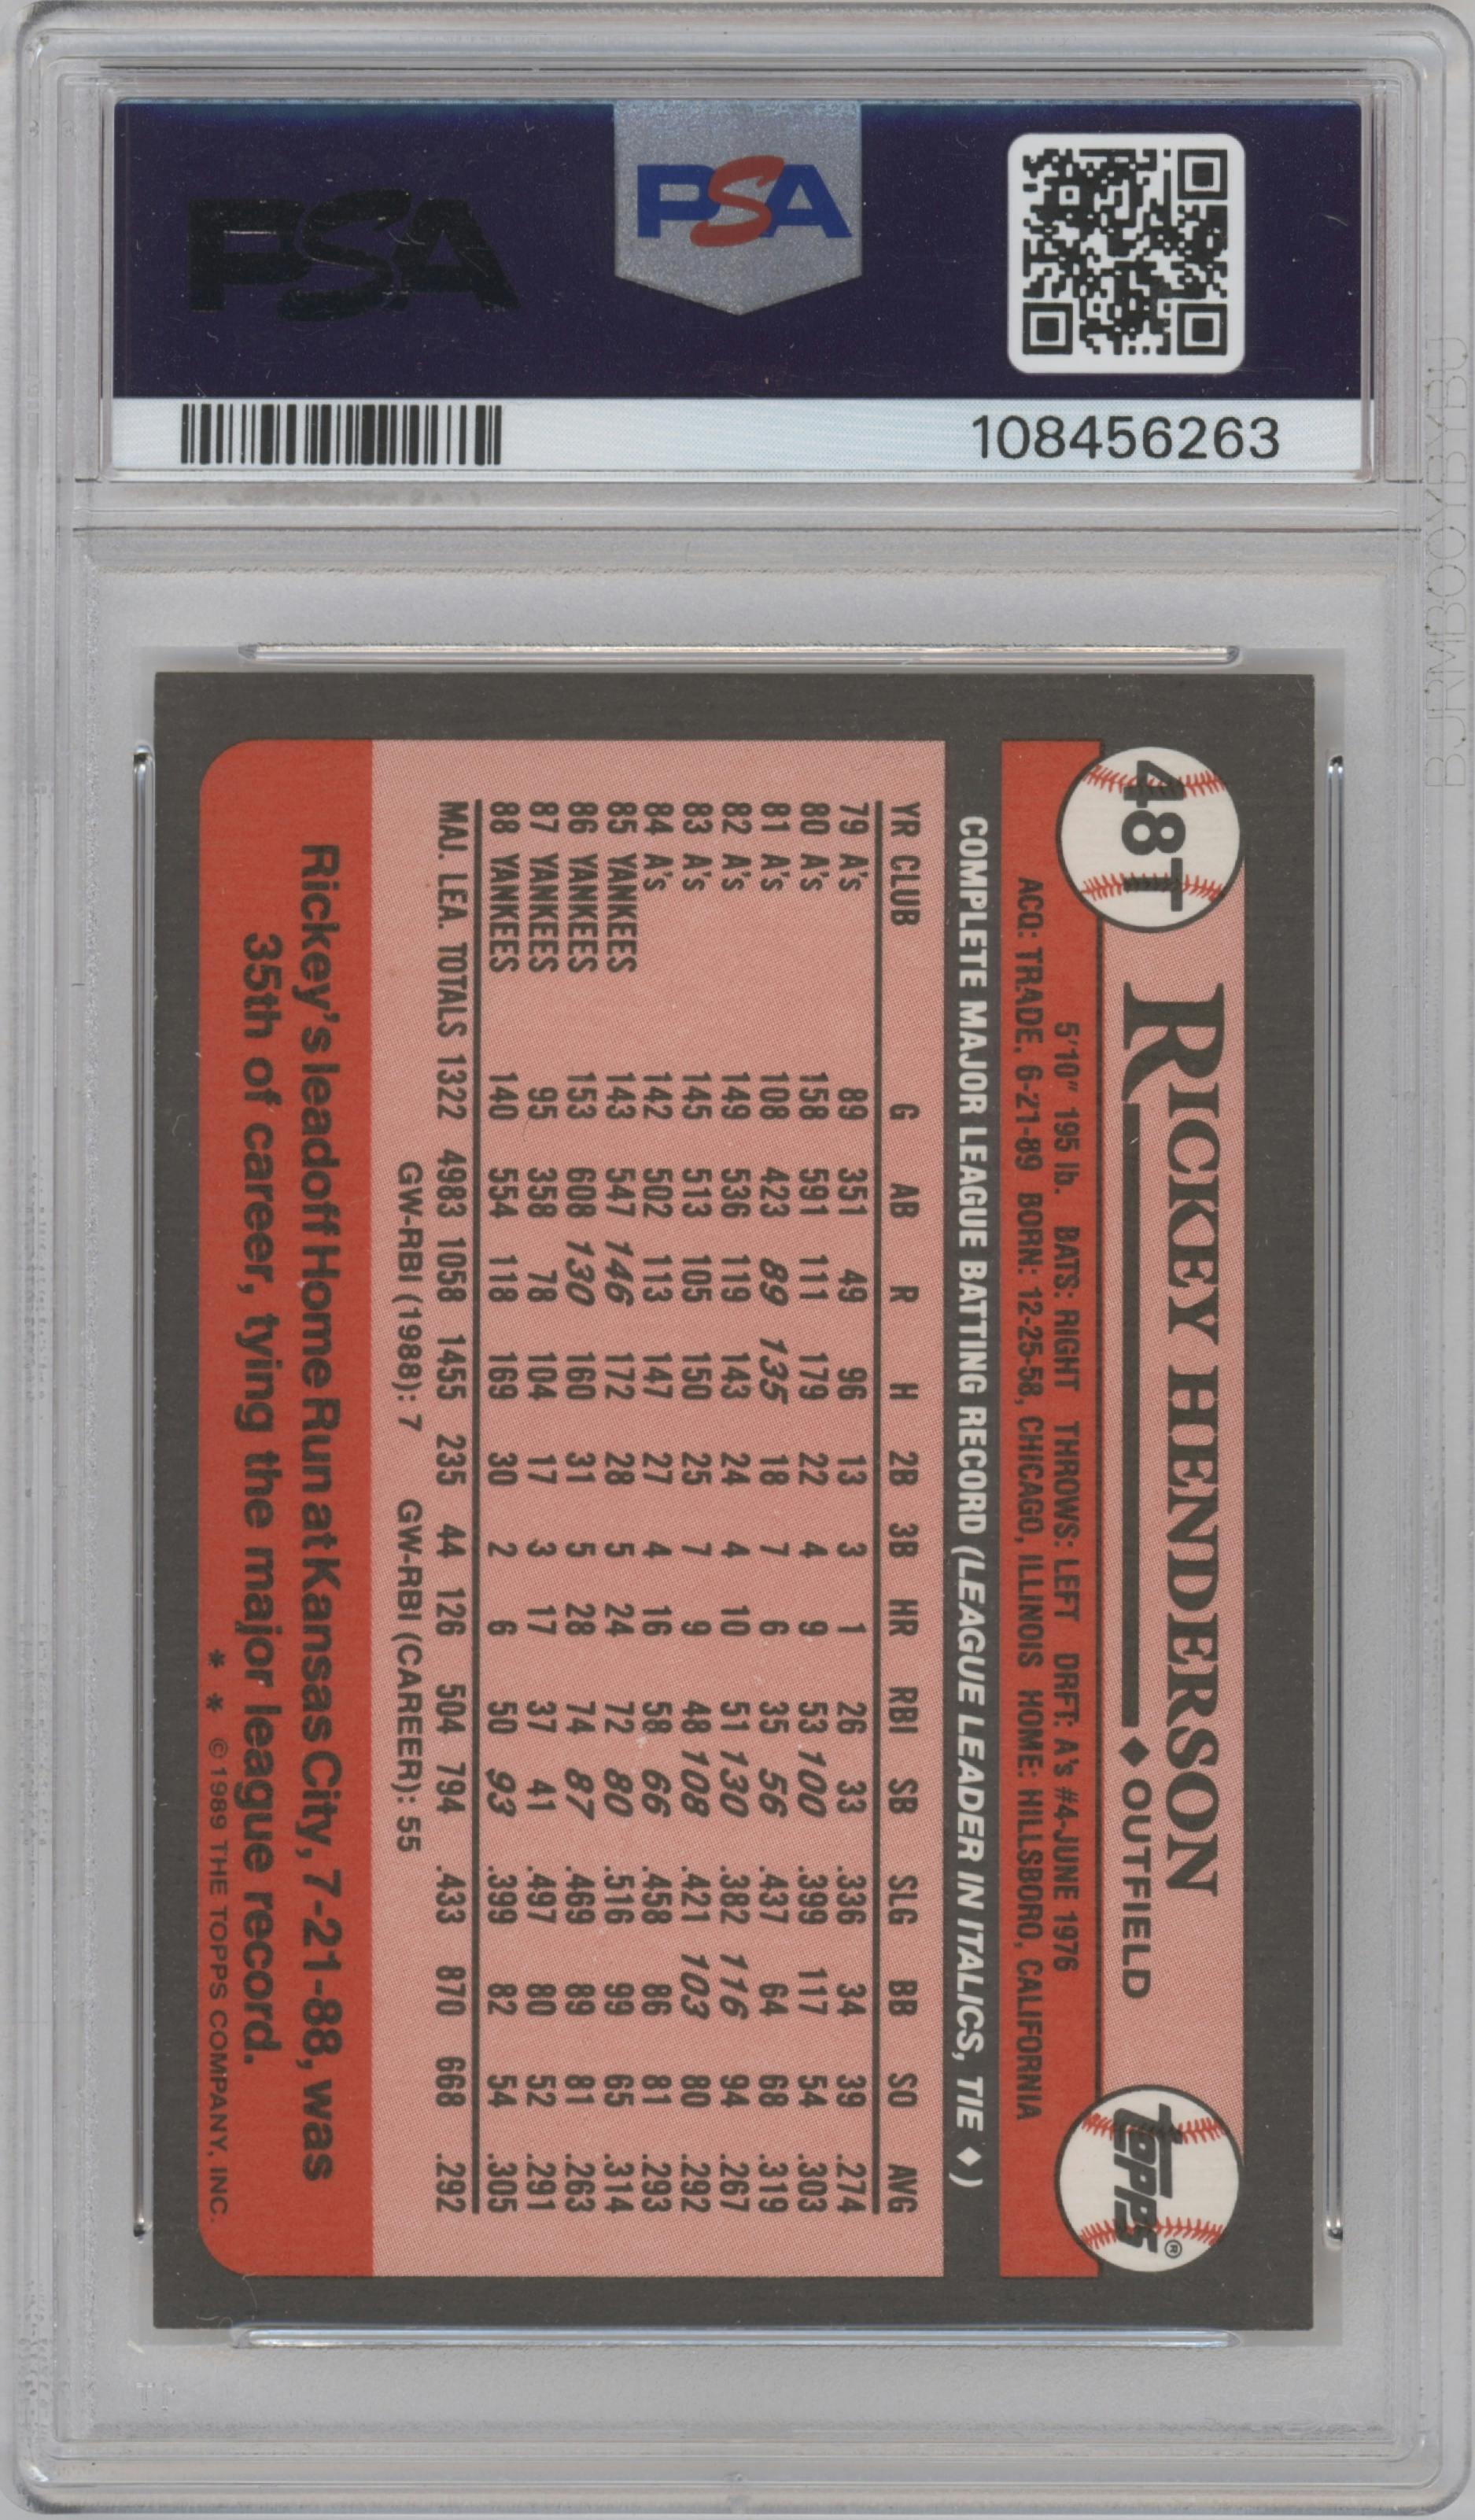 PSA
PSA
108456263
48T
RICKEY HENDERSON
◆ OUTFIELD
topps®
5'10" 195 lb. BATS: RIGHT THROWS: LEFT DRFT: A's #4-JUNE 1976
ACQ: TRADE, 6-21-89 BORN: 12-25-58, CHICAGO, ILLINOIS HOME: HILLSBORO, CALIFORNIA
COMPLETE MAJOR LEAGUE BATTING RECORD (LEAGUE LEADER IN ITALICS, TIE ◆)
YR CLUB G AB R H 2B 3B HR RBI SB SLG BB SO AVG
79 A's 89 351 49 96 13 3 1 26 33 .336 34 39 .274
80 A's 158 591 111 179 22 4 9 53 100 .399 117 54 .303
81 A's 108 423 89 135 18 7 6 35 56 .437 64 68 .319
82 A's 149 536 119 143 24 4 10 51 130 .382 116 94 .267
83 A's 145 513 105 150 25 7 9 48 108 .421 103 80 .292
84 A's 142 502 113 147 27 4 16 58 66 .458 86 81 .293
85 YANKEES 143 547 146 172 28 5 24 72 80 .516 99 65 .314
86 YANKEES 153 608 130 160 31 5 28 74 87 .469 89 81 .263
87 YANKEES 95 358 78 104 17 3 17 37 41 .497 80 52 .291
88 YANKEES 140 554 118 169 30 2 6 50 93 .399 82 54 .305
MAJ. LEA. TOTALS 1322 4983 1058 1455 235 44 126 504 794 .433 870 668 .292
GW-RBI (1988): 7 GW-RBI (CAREER): 55
Rickey's leadoff Home Run at Kansas City, 7-21-88, was
35th of career, tying the major league record.
* * ©1989 THE TOPPS COMPANY, INC.